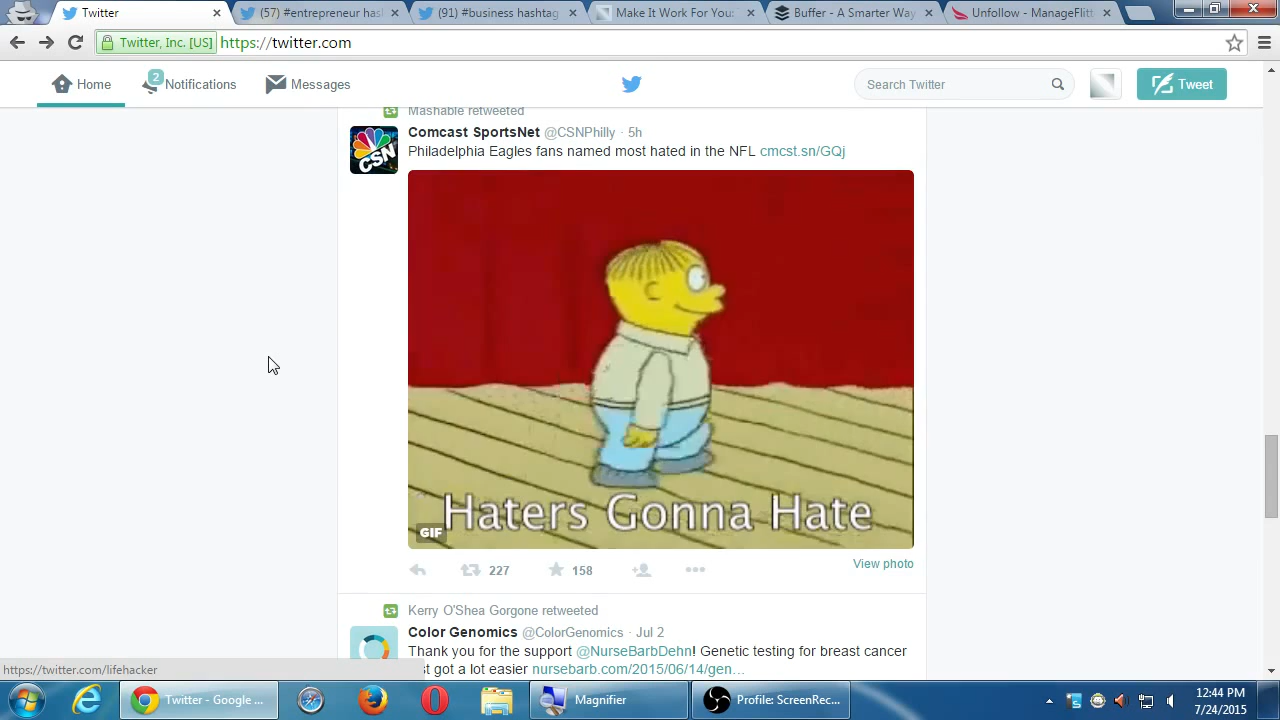 Twitter
(57) #entrepreneur has
(91) #business hashtag
Make It Work For You
Buffer - A Smarter Way
Unfollow - ManageFlitt
Twitter, Inc. [US] https://twitter.com
Home
2
Notifications
Messages
Search Twitter
Tweet
Mashable retweeted
Comcast SportsNet @CSNPhilly · 5h
Philadelphia Eagles fans named most hated in the NFL cmcst.sn/GQj
CSN
Haters Gonna Hate
GIF
227
158
View photo
Kerry O'Shea Gorgone retweeted
Color Genomics @ColorGenomics · Jul 2
Thank you for the support @NurseBarbDehn! Genetic testing for breast cancer
got a lot easier nursebarb.com/2015/06/14/gen...
https://twitter.com/lifehacker
Twitter - Google ...
Magnifier
Profile: ScreenRec...
12:44 PM
7/24/2015